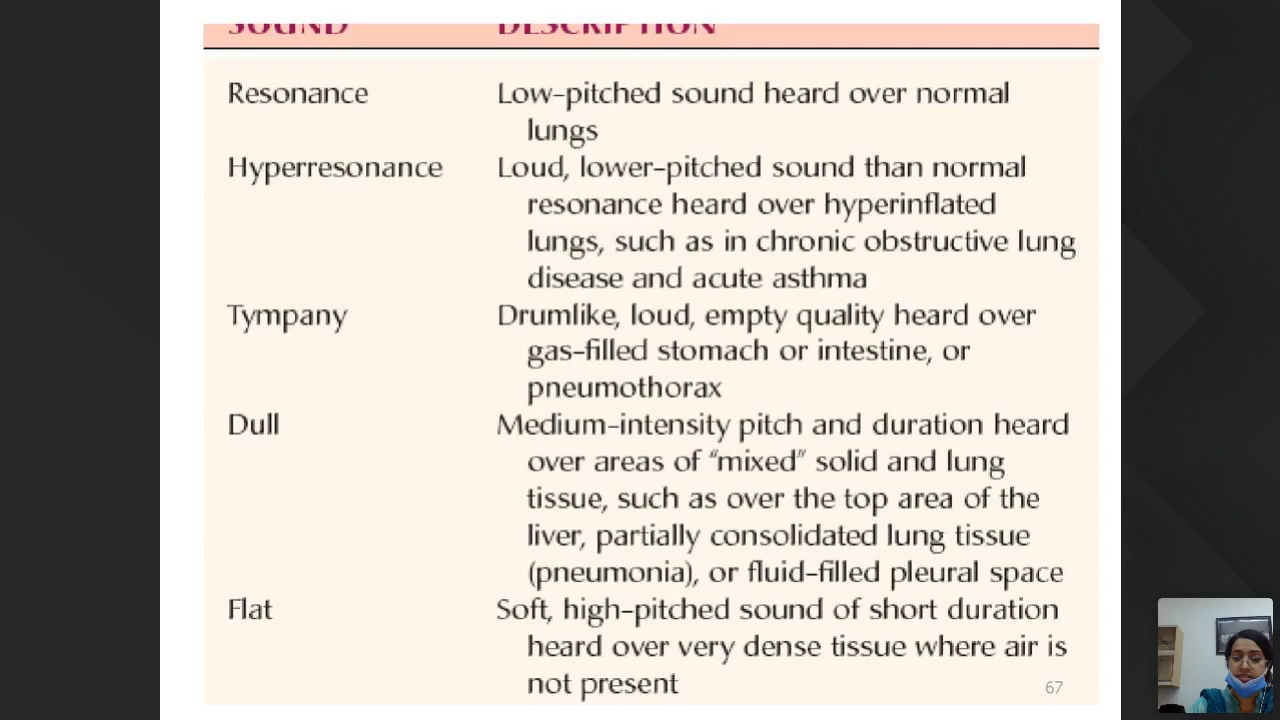 SOUND DESCRIPTION
Resonance Low-pitched sound heard over normal
lungs
Hyperresonance Loud, lower-pitched sound than normal
resonance heard over hyperinflated
lungs, such as in chronic obstructive lung
disease and acute asthma
Tympany Drumlike, loud, empty quality heard over
gas-filled stomach or intestine, or
pneumothorax
Dull Medium-intensity pitch and duration heard
over areas of “mixed” solid and lung
tissue, such as over the top area of the
liver, partially consolidated lung tissue
(pneumonia), or fluid-filled pleural space
Flat Soft, high-pitched sound of short duration
heard over very dense tissue where air is
not present
67